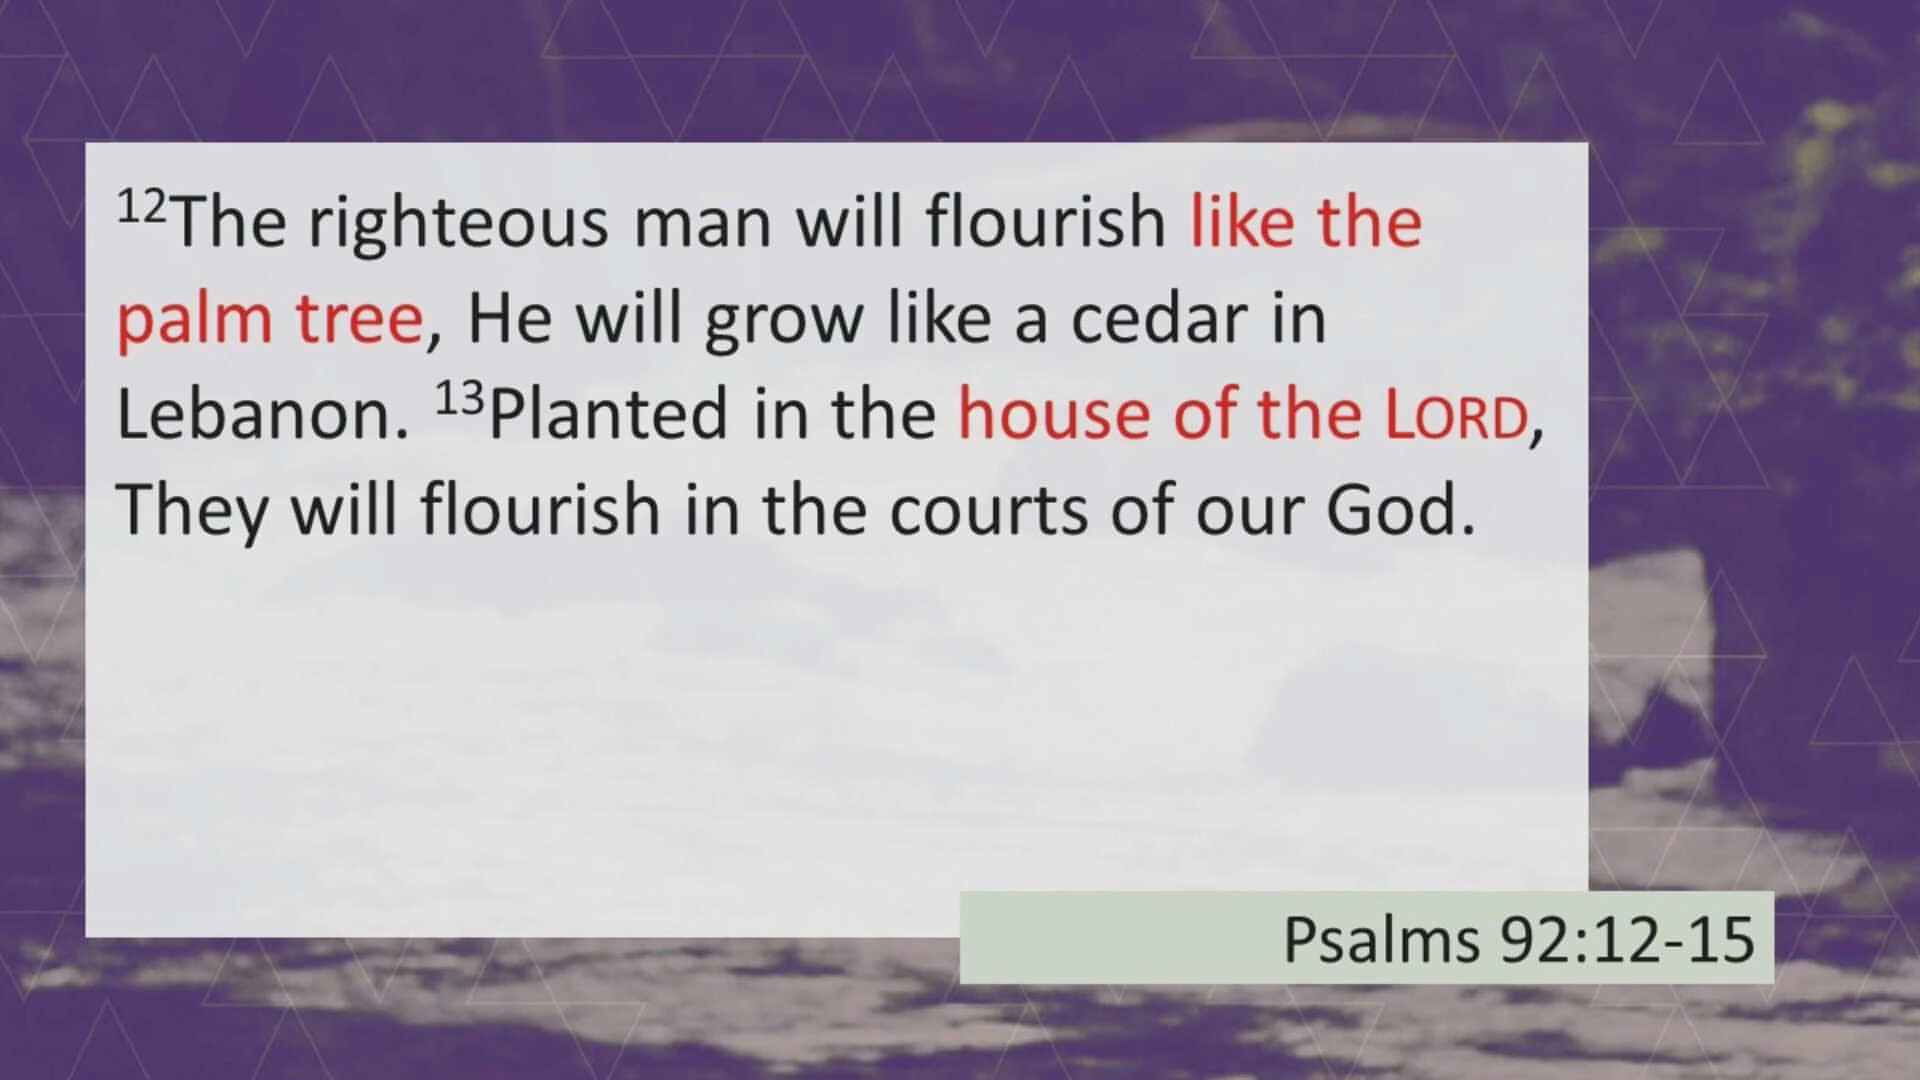 ¹²The righteous man will flourish like the
palm tree, He will grow like a cedar in
Lebanon. ¹³Planted in the house of the LORD,
They will flourish in the courts of our God.
Psalms 92:12-15